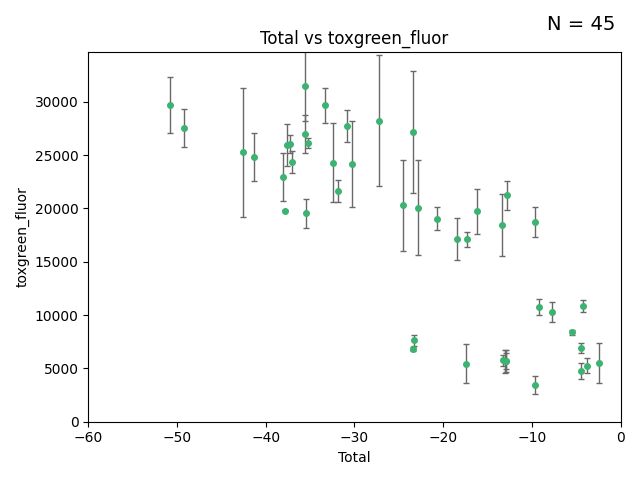 N = 45
Total vs toxgreen_fluor
toxgreen_fluor
30000
25000
20000
15000
10000
5000
0
−60 −50 −40 −30 −20 −10 0
Total